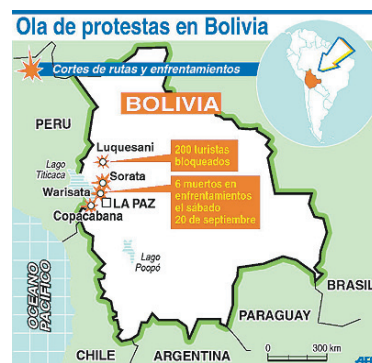 Ola de protestas en Bolivia
Cortes de rutas y enfrentamientos
BOLIVIA
PERU
Luquesani
200 turistas
bloqueados
Lago
Titicaca
Sorata
Warisata
6 muertos en
enfrentamientos
el sábado
20 de septiembre
LA PAZ
Copacabana
Lago
Poopó
OCEANO
PACÍFICO
BRASIL
PARAGUAY
CHILE
ARGENTINA
0 300 km